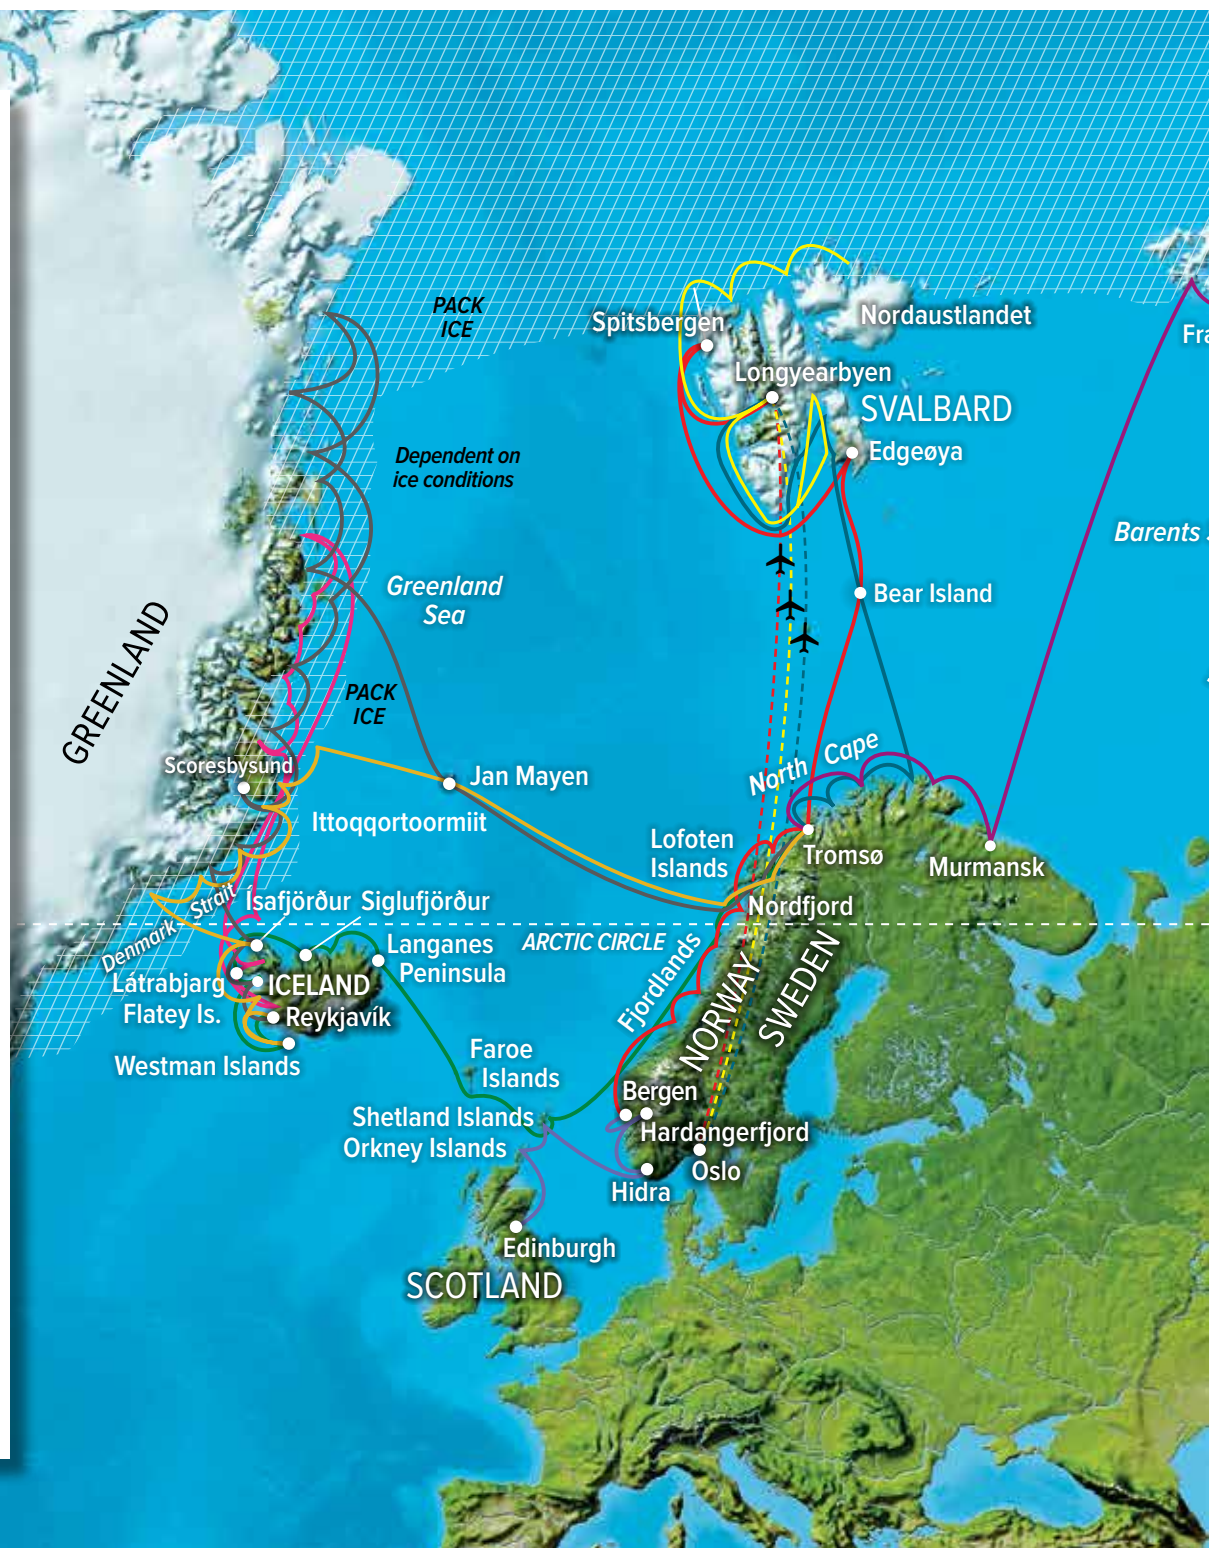 PACK
ICE
Spitsbergen
Nordaustlandet
Fra
Longyearbyen
SVALBARD
Edgeøya
Dependent on
ice conditions
Barents
Greenland
Sea
Bear Island
GREENLAND
PACK
ICE
North Cape
Scoresbysund
Jan Mayen
Ittoqqortoormiit
Lofoten
Islands
Tromsø
Murmansk
Denmark Strait
Ísafjörður
Siglufjörður
Nordfjord
ARCTIC CIRCLE
Langanes
Peninsula
Látrabjarg
ICELAND
Flatey Is.
Reykjavík
Fjordlands
NORWAY
SWEDEN
Westman Islands
Faroe
Islands
Bergen
Shetland Islands
Hardangerfjord
Orkney Islands
Oslo
Hidra
Edinburgh
SCOTLAND